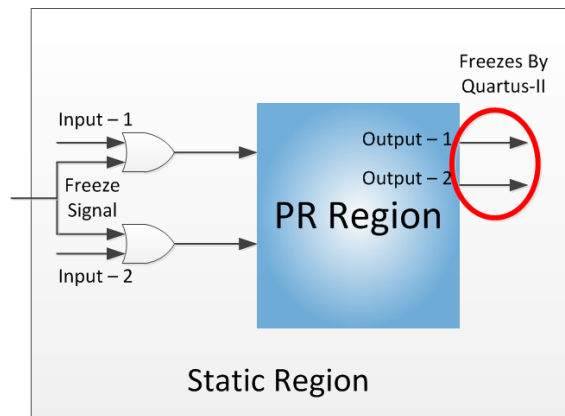 Freezes By
Quartus-II
Input – 1
Output – 1
Freeze
Signal
Output – 2
PR Region
Input – 2
Static Region